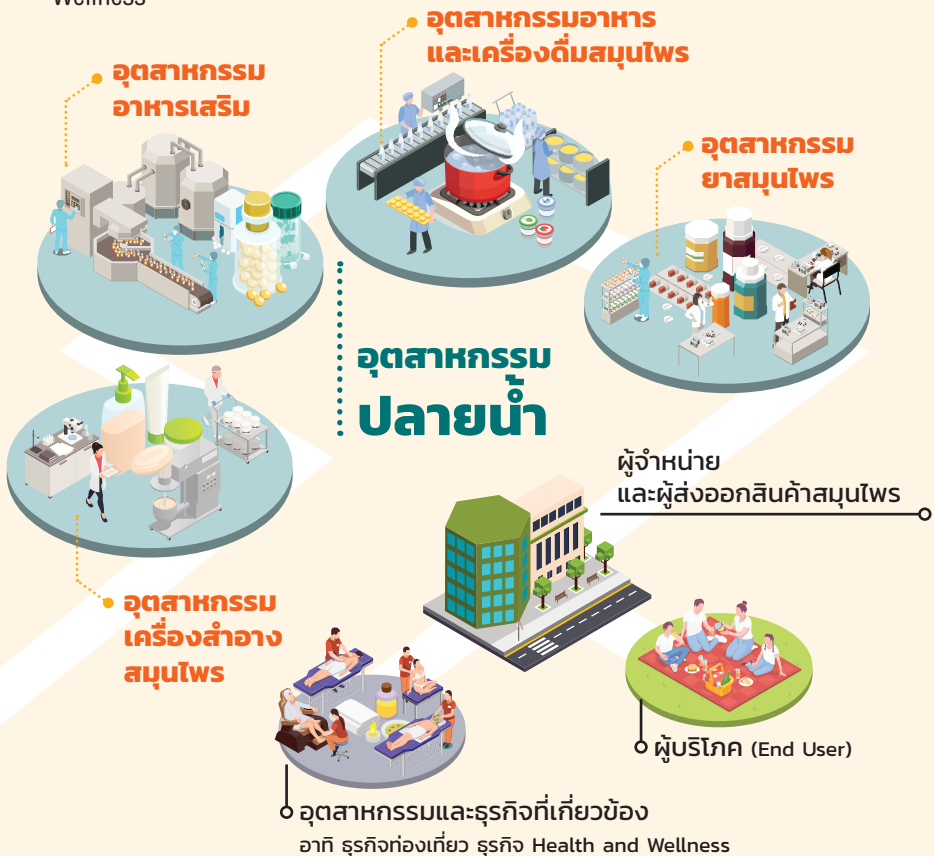 Wellness
อุตสาหกรรมอาหาร
และเครื่องดื่มสมุนไพร
อุตสาหกรรม
อาหารเสริม
อุตสาหกรรม
ยาสมุนไพร
อุตสาหกรรม
ปลายน้ำ
ผู้จำหน่าย
และผู้ส่งออกสินค้าสมุนไพร
อุตสาหกรรม
เครื่องสำอาง
สมุนไพร
ผู้บริโภค (End User)
อุตสาหกรรมและธุรกิจที่เกี่ยวข้อง
อาทิ ธุรกิจท่องเที่ยว ธุรกิจ Health and Wellness